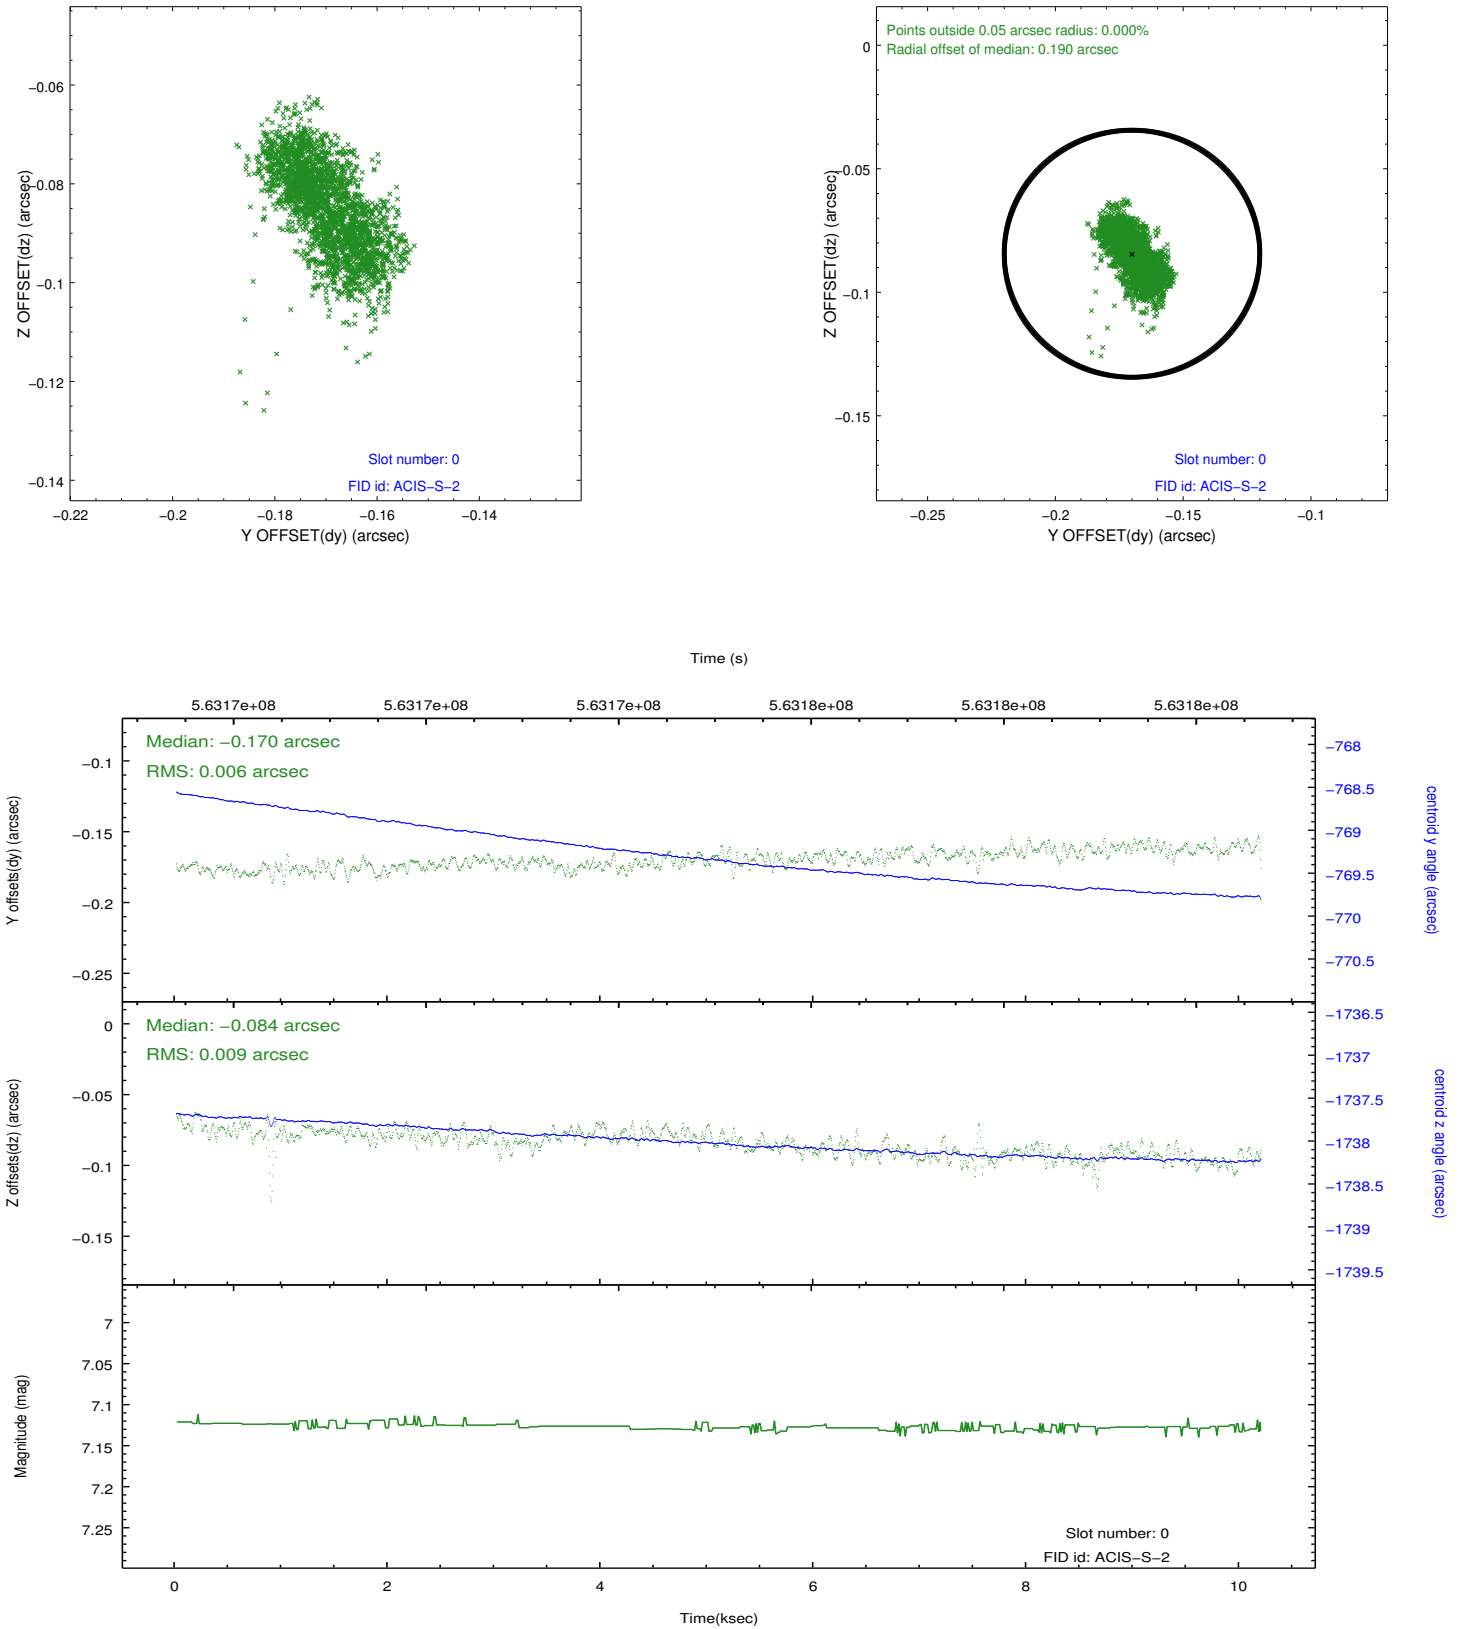 −0.06
−0.08
−0.1
−0.12
−0.14
Z OFFSET(dz) (arcsec)
−0.22
−0.2
−0.18
−0.16
−0.14
Y OFFSET(dy) (arcsec)
Slot number: 0
FID id: ACIS−S−2
Points outside 0.05 arcsec radius: 0.000%
Radial offset of median: 0.190 arcsec
0
−0.05
−0.1
−0.15
Z OFFSET(dz) (arcsec)
Slot number: 0
FID id: ACIS−S−2
−0.25
−0.2
−0.15
−0.1
Y OFFSET(dy) (arcsec)
Time (s)
5.6317e+08
5.6317e+08
5.6317e+08
5.6318e+08
5.6318e+08
5.6318e+08
Median: −0.170 arcsec
RMS: 0.006 arcsec
−0.1
−0.15
−0.2
−0.25
Y offsets(dy) (arcsec)
−768
−768.5
−769
−769.5
−770
−770.5
centroid y angle (arcsec)
Median: −0.084 arcsec
RMS: 0.009 arcsec
0
−0.05
−0.1
−0.15
Z offsets(dz) (arcsec)
−1736.5
−1737
−1737.5
−1738
−1738.5
−1739
−1739.5
centroid z angle (arcsec)
7
7.05
7.1
7.15
7.2
7.25
Magnitude (mag)
Slot number: 0
FID id: ACIS−S−2
0
2
4
6
8
10
Time(ksec)